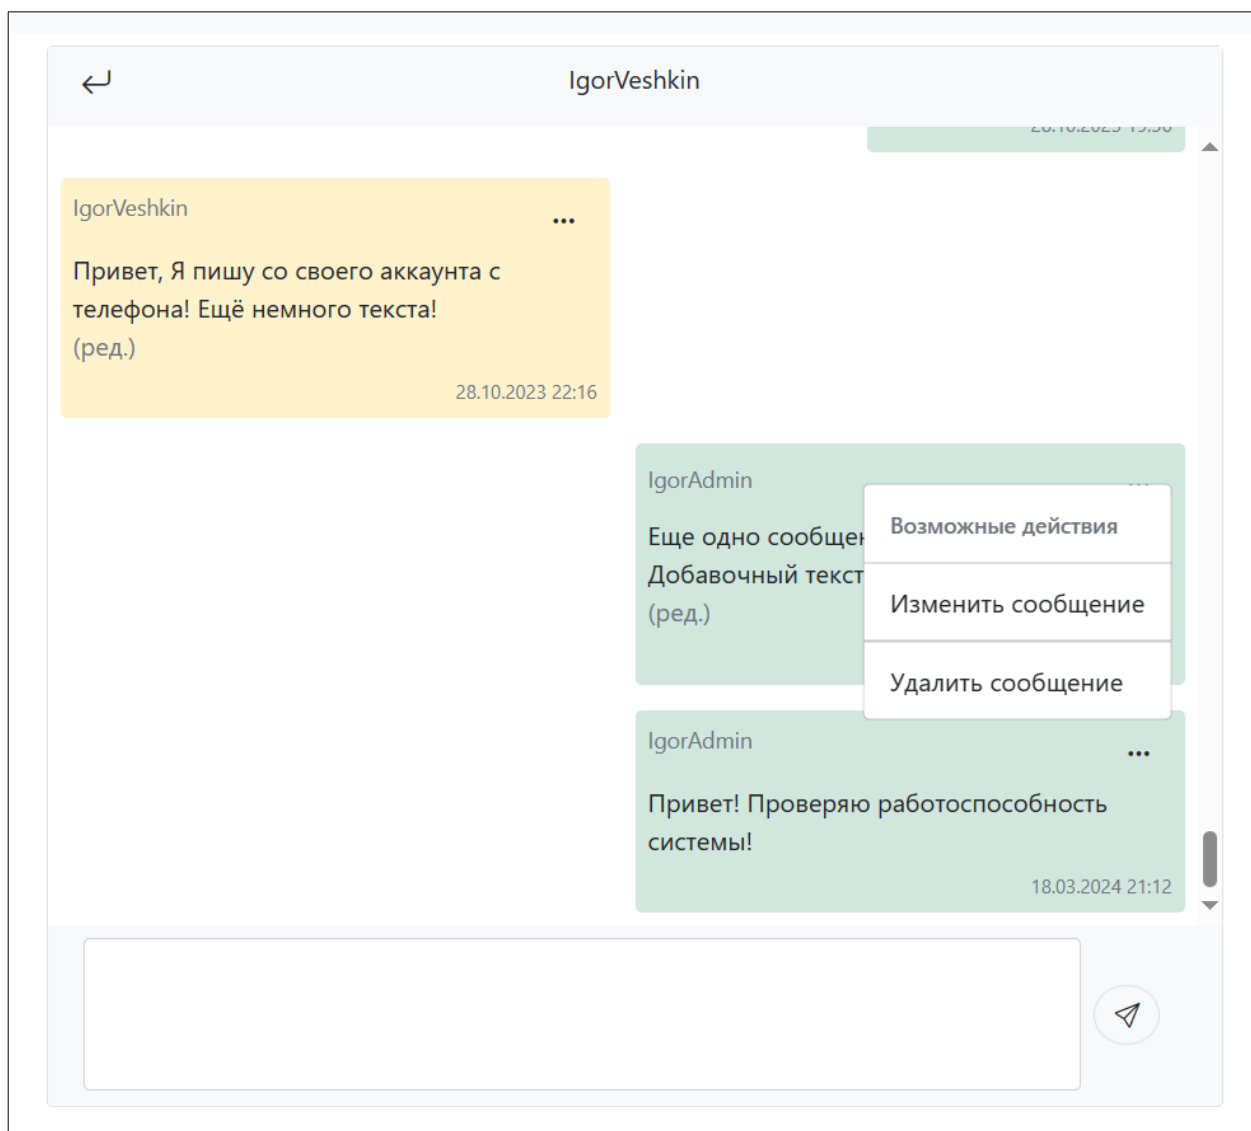 IgorVeshkin
IgorVeshkin
...
Привет, Я пишу со своего аккаунта с
телефона! Ещё немного текста!
(ред.)
28.10.2023 22:16
IgorAdmin
Еще одно
Добавочный текст
(ред.)
Возможные действия
Изменить сообщение
Удалить сообщение
IgorAdmin
...
Привет! Проверяю работоспособность
системы!
18.03.2024 21:12